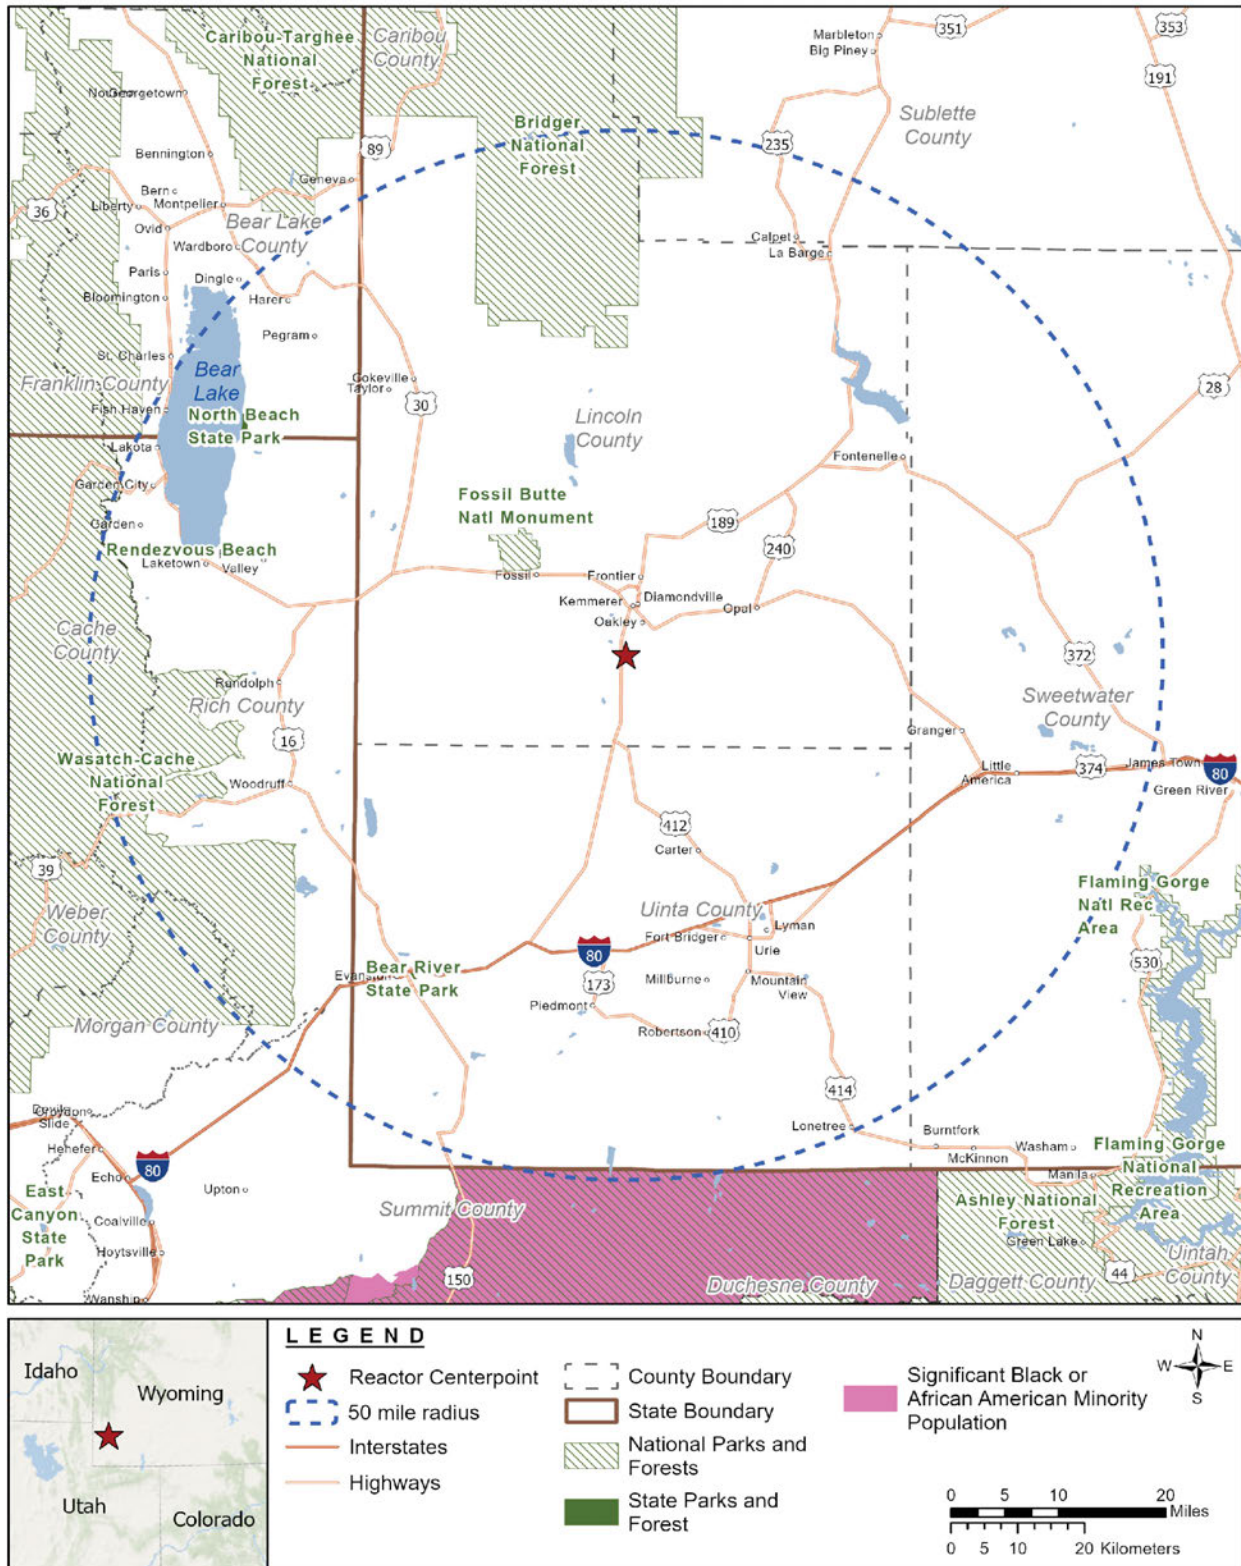 Caribou-Targhee
National
Forest
Caribou
County
Marbleton
Big Piney
351
353
191
Georgetown
Sublette
County
Bridger
National
Forest
235
89
Bennington
Geneva
Bern
Liberty
Montpelier
36
Ovid
Bear Lake
County
Wardboro
Calpet
La Barge
Paris
Dingle
Bloomington
Harer
Pegram
St. Charles
Franklin County
Bear
Lake
Cokeville
Taylor
30
28
Fish Haven
North Beach
State Park
Lincoln
County
Lakota
Fontenelle
Garden City
Fossil Butte
Natl Monument
189
Garden
240
Rendezvous Beach
Laketown
Valley
Fossil
Frontier
Kemmerer
Diamondville
Opal
Oakley
Cache
County
372
Randolph
Rich County
Sweetwater
County
Granger
16
Wasatch-Cache
National
Forest
Woodruff
Little
America
374
James Town
80
Green River
412
Carter
39
Weber
County
Uinta County
Flaming Gorge
Natl Rec
Area
Lyman
Fort Bridger
Urie
80
530
Evanston
Bear River
State Park
173
Millburne
Mountain
View
Piedmont
Morgan County
Robertson
410
414
Croydon
Slide
Lonetree
Henefer
Burntfork
McKinnon
Washam
Flaming Gorge
National
Recreation
Area
80
Echo
Manila
Upton
East
Canyon
State
Park
Summit County
Ashley National
Forest
Coalville
Green Lake
Hoytsville
Uintah
County
150
Duchesne County
Daggett County
44
Wanship
Idaho
Wyoming
Utah
Colorado
LEGEND
Reactor Centerpoint
50 mile radius
Interstates
Highways
County Boundary
State Boundary
National Parks and
Forests
State Parks and
Forest
Significant Black or
African American Minority
Population
N
W E
S
0 5 10 20
Miles
0 5 10 20 Kilometers